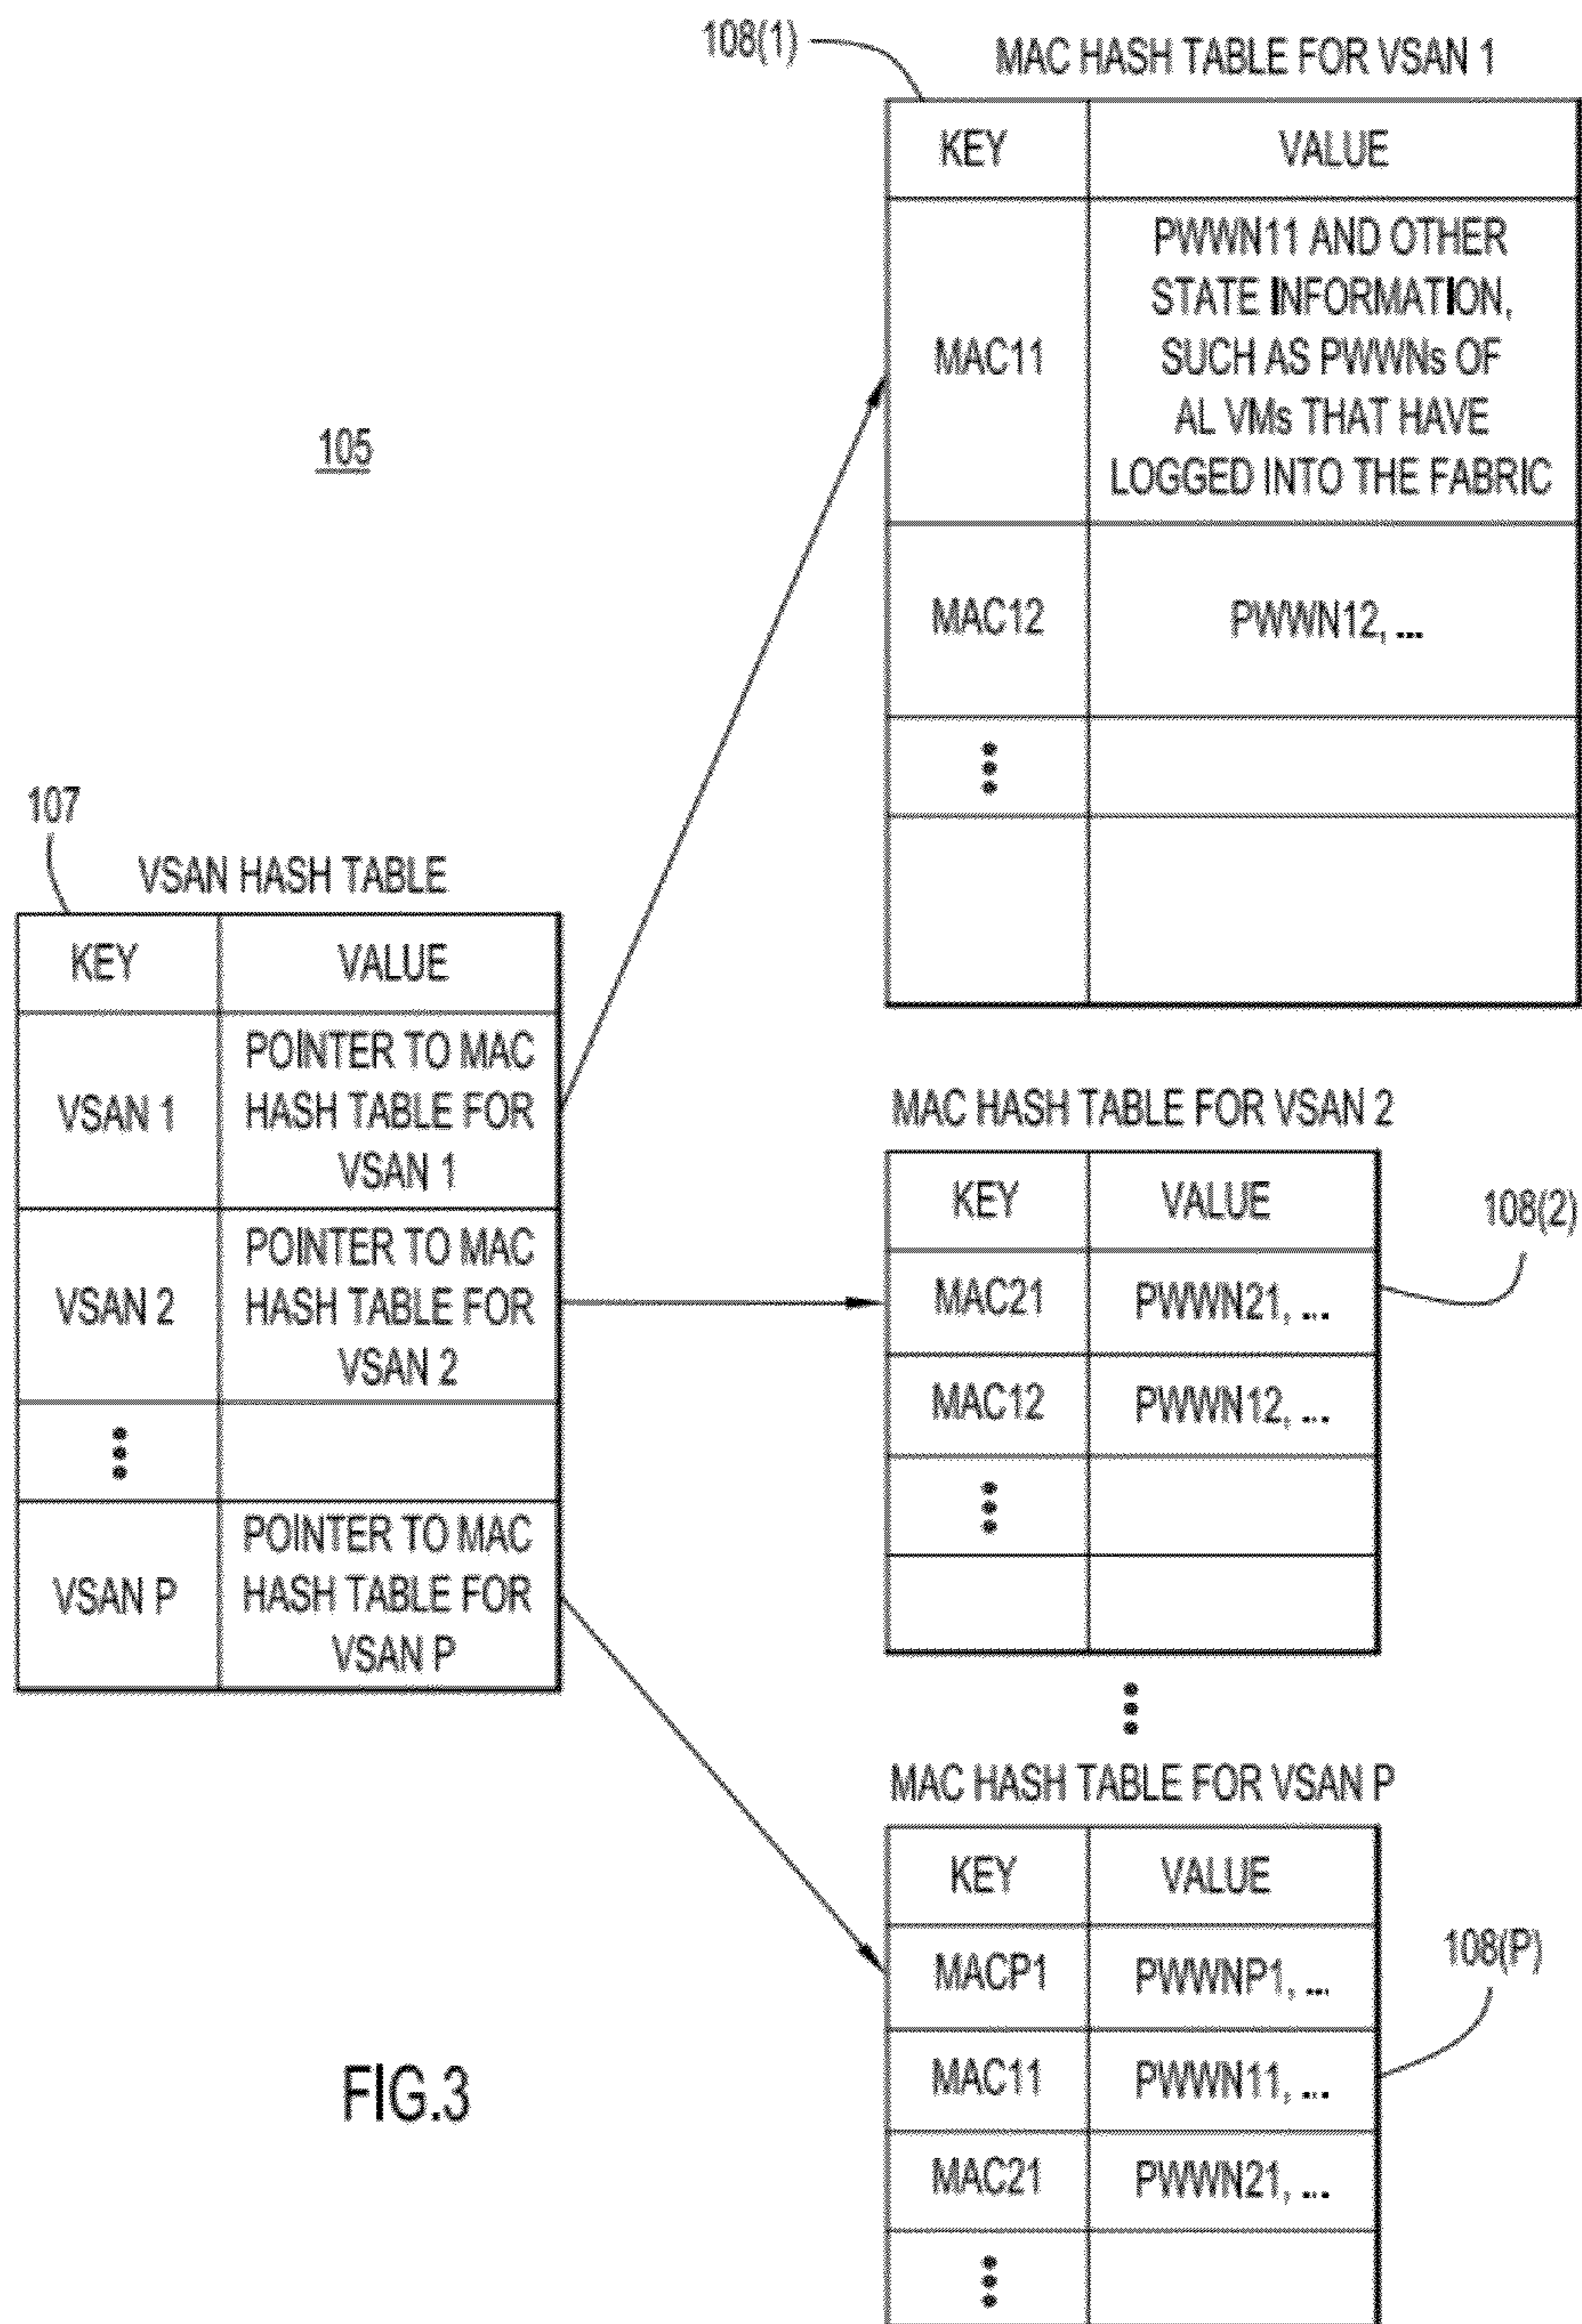 108(1)
MAC HASH TABLE FOR VSAN 1
KEY VALUE
MAC11
PWWN11 AND OTHER
STATE INFORMATION,
SUCH AS PWWNs OF
AL VMs THAT HAVE
LOGGED INTO THE FABRIC
MAC12 PWWN12, ...
105
107
VSAN HASH TABLE
KEY VALUE
VSAN 1
POINTER TO MAC
HASH TABLE FOR
VSAN 1
VSAN 2
POINTER TO MAC
HASH TABLE FOR
VSAN 2
VSAN P
POINTER TO MAC
HASH TABLE FOR
VSAN P
MAC HASH TABLE FOR VSAN 2
KEY VALUE
108(2)
MAC21 PWWN21, ...
MAC12 PWWN12, ...
MAC HASH TABLE FOR VSAN P
KEY VALUE
108(P)
MACP1 PWWNP1, ...
MAC11 PWWN11, ...
MAC21 PWWN21, ...
FIG.3